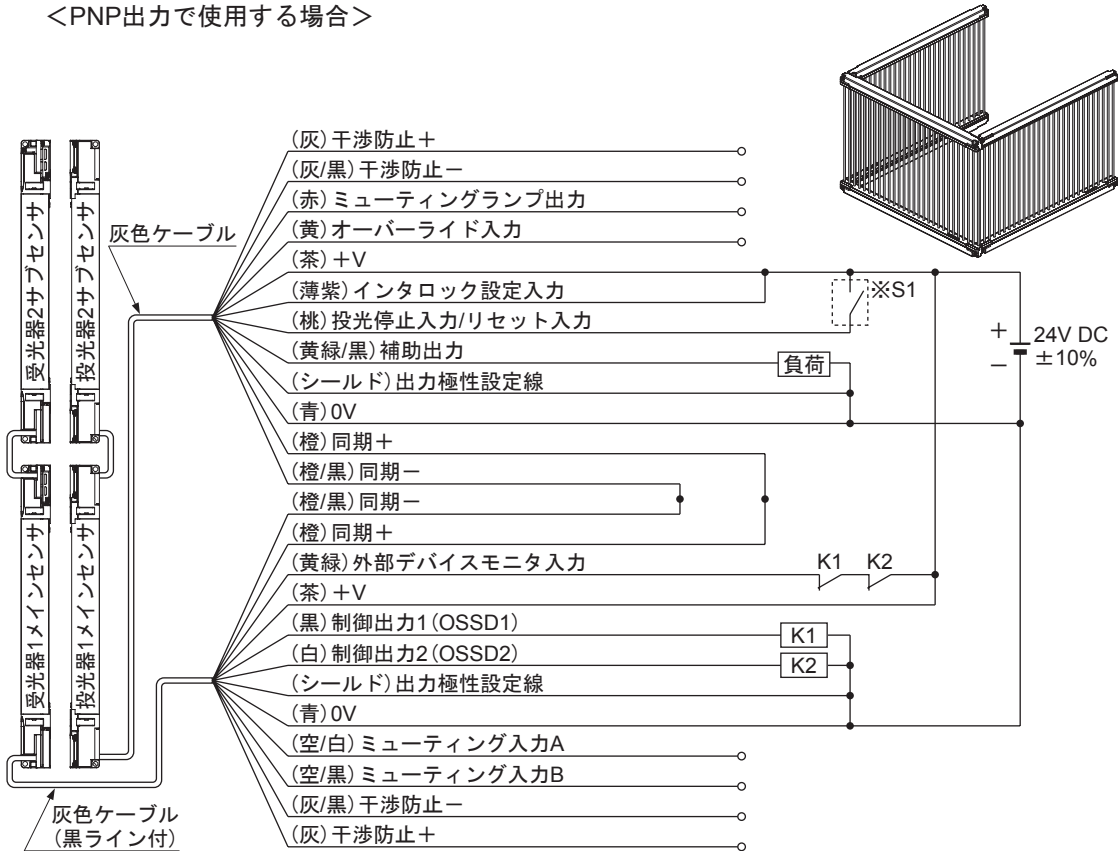 ＜PNP出力で使用する場合＞
(灰)干渉防止＋
(灰/黒)干渉防止－
(赤)ミューティングランプ出力
(黄)オーバーライド入力
(茶)＋V
(薄紫)インタロック設定入力
(桃)投光停止入力/リセット入力
(黄緑/黒)補助出力
(シールド)出力極性設定線
(青)0V
(橙)同期＋
(橙/黒)同期－
(橙/黒)同期－
(橙)同期＋
(黄緑)外部デバイスモニタ入力
(茶)＋V
(黒)制御出力1(OSSD1)
(白)制御出力2(OSSD2)
(シールド)出力極性設定線
(青)0V
(空/白)ミューティング入力A
(空/黒)ミューティング入力B
(灰/黒)干渉防止－
(灰)干渉防止＋
受光器2サブセンサ
投光器2サブセンサ
受光器1メインセンサ
投光器1メインセンサ
灰色ケーブル
灰色ケーブル
(黒ライン付)
※S1
負荷
＋
－
24V DC
±10%
K1
K2
K1
K2